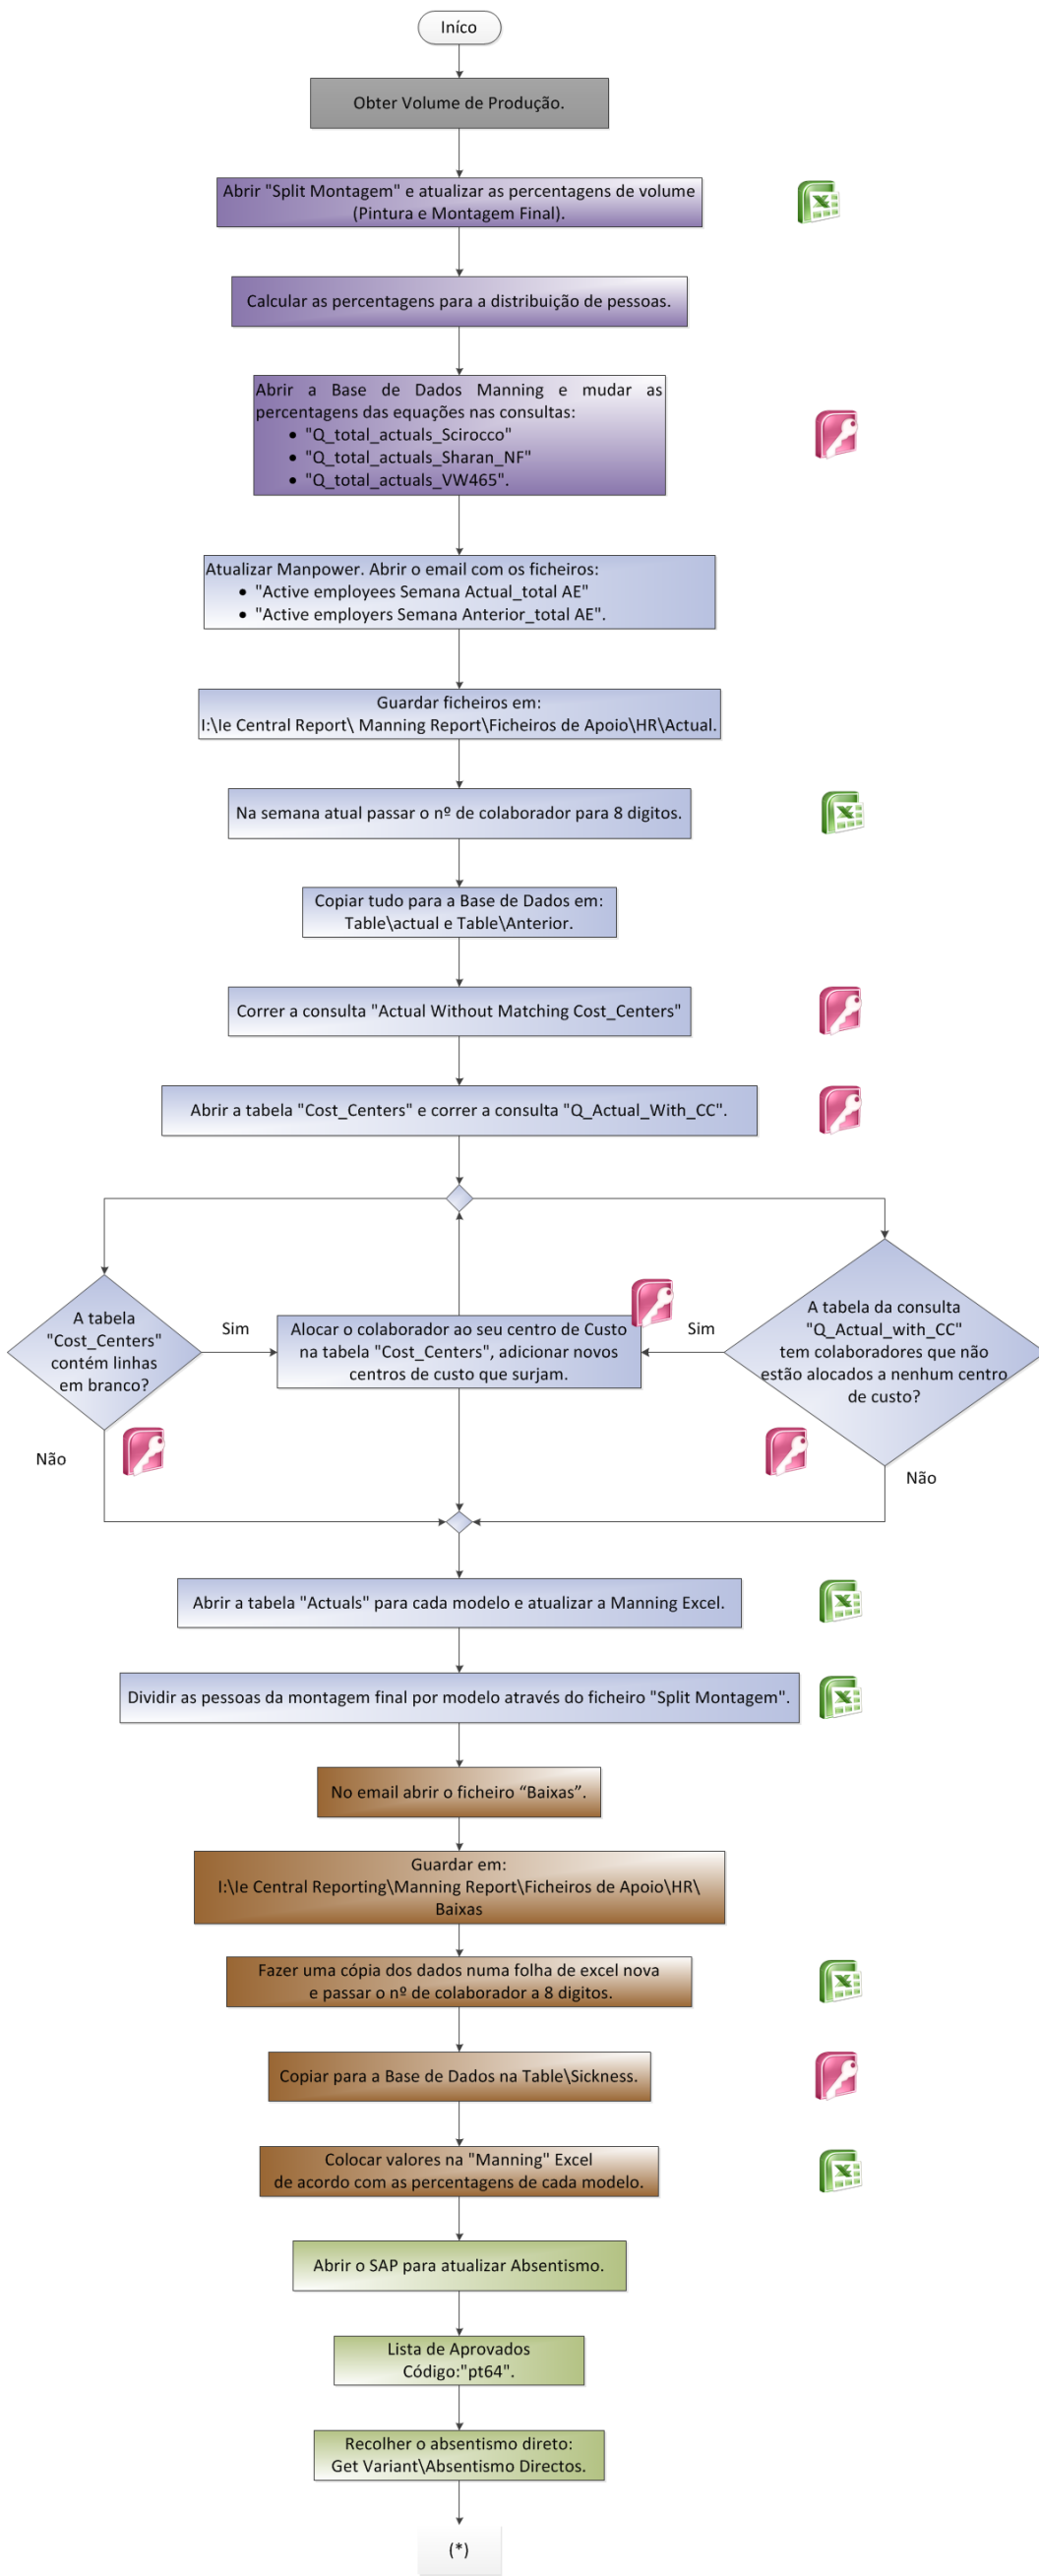 Iníco
Obter Volume de Produção.
Abrir "Split Montagem" e atualizar as percentagens de volume
(Pintura e Montagem Final).
Calcular as percentagens para a distribuição de pessoas.
Abrir a Base de Dados Manning e mudar as
percentagens das equações nas consultas:
• "Q_total_actuals_Scirocco"
• "Q_total_actuals_Sharan_NF"
• "Q_total_actuals_VW465".
Atualizar Manpower. Abrir o email com os ficheiros:
• "Active employees Semana Actual_total AE"
• "Active employers Semana Anterior_total AE".
Guardar ficheiros em:
I:\Ie Central Report\ Manning Report\Ficheiros de Apoio\HR\Actual.
Na semana atual passar o nº de colaborador para 8 digitos.
Copiar tudo para a Base de Dados em:
Table\actual e Table\Anterior.
Correr a consulta "Actual Without Matching Cost_Centers"
Abrir a tabela "Cost_Centers" e correr a consulta "Q_Actual_With_CC".
A tabela
"Cost_Centers"
contém linhas
em branco?
Sim
Não
Alocar o colaborador ao seu centro de Custo
na tabela "Cost_Centers", adicionar novos
centros de custo que surjam.
Sim
A tabela da consulta
"Q_Actual_with_CC"
tem colaboradores que não
estão alocados a nenhum centro
de custo?
Não
Abrir a tabela "Actuals" para cada modelo e atualizar a Manning Excel.
Dividir as pessoas da montagem final por modelo através do ficheiro "Split Montagem".
No email abrir o ficheiro “Baixas”.
Guardar em:
I:\Ie Central Reporting\Manning Report\Ficheiros de Apoio\HR\
Baixas
Fazer uma cópia dos dados numa folha de excel nova
e passar o nº de colaborador a 8 digitos.
Copiar para a Base de Dados na Table\Sickness.
Colocar valores na "Manning" Excel
de acordo com as percentagens de cada modelo.
Abrir o SAP para atualizar Absentismo.
Lista de Aprovados
Código:"pt64".
Recolher o absentismo direto:
Get Variant\Absentismo Directos.
(*)